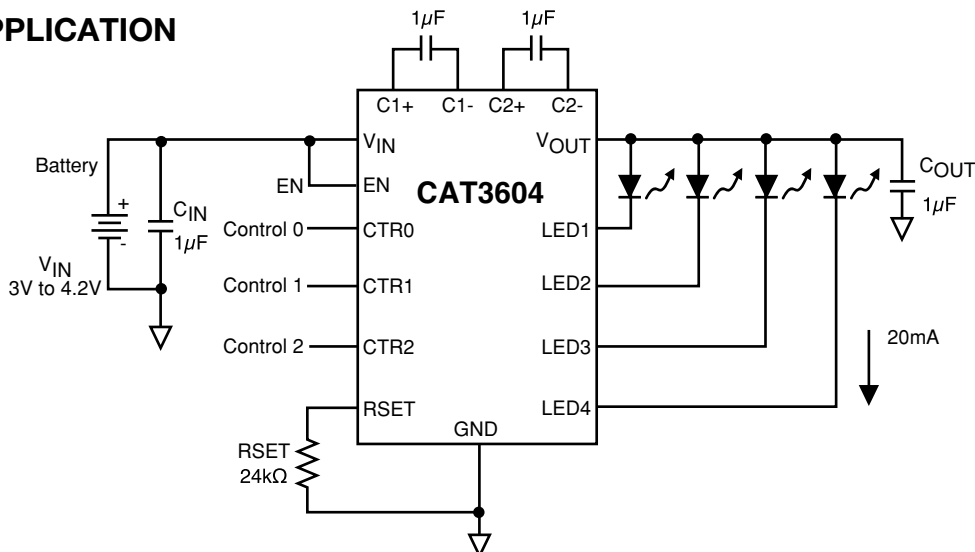 PPLICATION
1µF
1µF
C1+ C1- C2+ C2-
VIN
VOUT
Battery
EN
EN
CAT3604
COUT
1µF
+
-
CIN
1µF
Control 0
CTR0
LED1
VIN
3V to 4.2V
Control 1
CTR1
LED2
Control 2
CTR2
LED3
20mA
RSET
LED4
GND
RSET
24kΩ